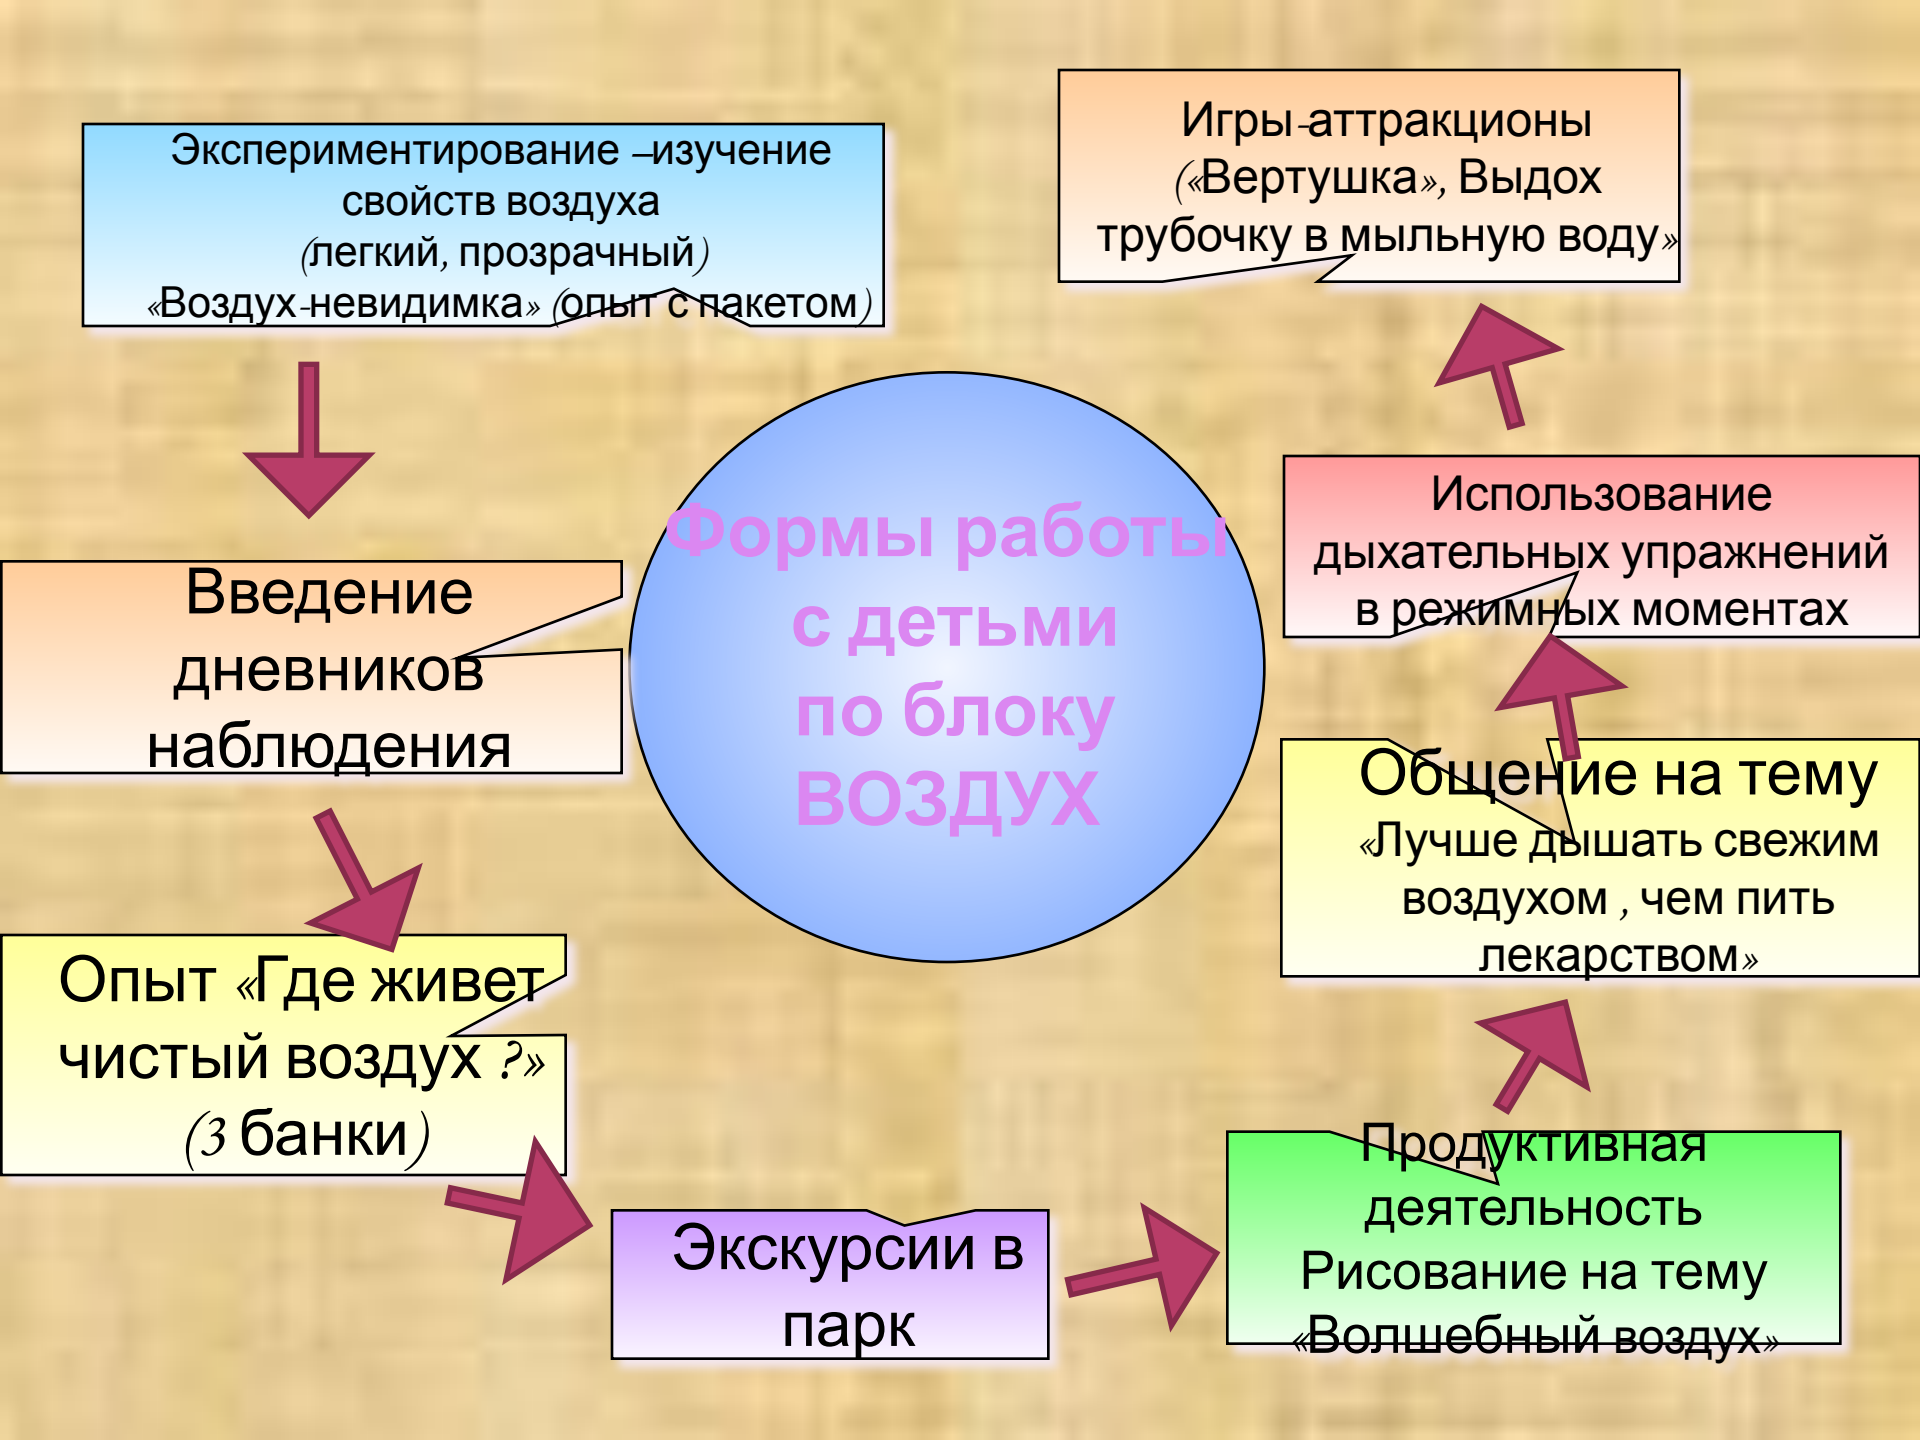 Экспериментирование –изучение
свойств воздуха
(легкий, прозрачный)
«Воздух-невидимка» (опыт с пакетом)
Игры-аттракционы
(«Вертушка», Выдох
трубочку в мыльную воду»
Формы работы
с детьми
по блоку
ВОЗДУХ
Использование
дыхательных упражнений
в режимных моментах
Введение
дневников
наблюдения
Общение на тему
«Лучше дышать свежим
воздухом , чем пить
лекарством»
Опыт «Где живет
чистый воздух ?»
(3 банки)
Продуктивная
деятельность
Рисование на тему
«Волшебный воздух»
Экскурсии в
парк